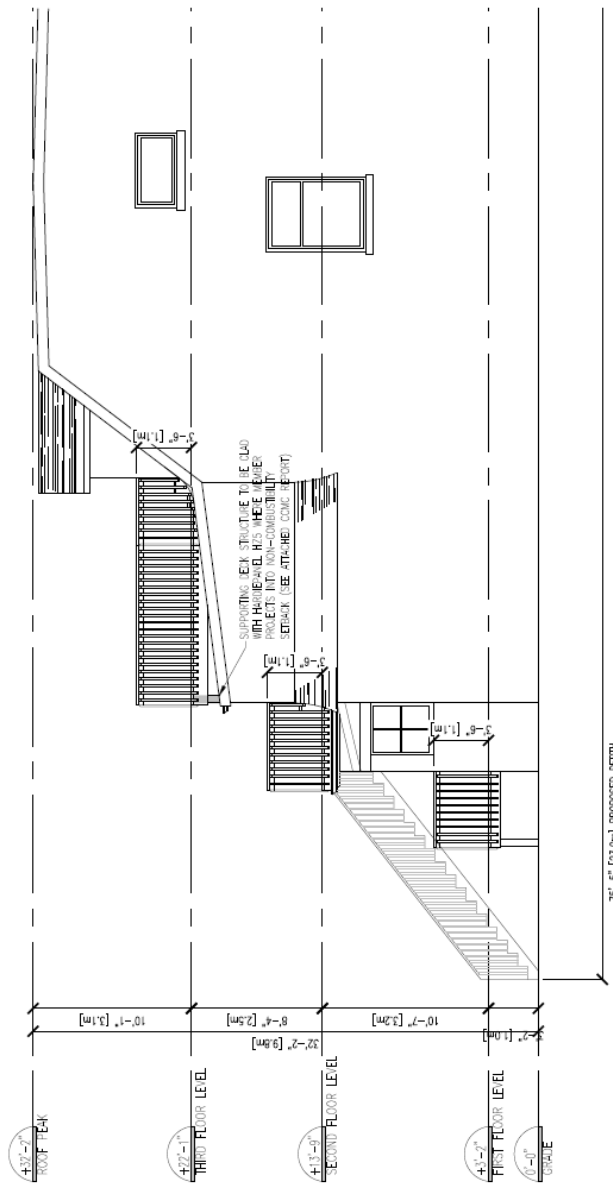 +32'-2"
ROOF PEAK
+22'-1"
THIRD FLOOR LEVEL
+13'-9"
SECOND FLOOR LEVEL
+3'-2"
FIRST FLOOR LEVEL
0'-0"
GRADE
10'-1" [3.1m]
8'-4" [2.5m]
10'-7" [3.2m]
3'-2" [1.0m]
32'-2" [9.8m]
3'-6" [1.1m]
SUPPORTING DECK STRUCTURE TO BE CLAD
WITH HARDIEPANEL HZ5 WHERE MEMBER
PROJECTS INTO NON-COMBUSTIBILITY
SETBACK (SEE ATTACHED CCMC REPORT)
3'-6" [1.1m]
3'-6" [1.1m]
PROPOSED DEPTH